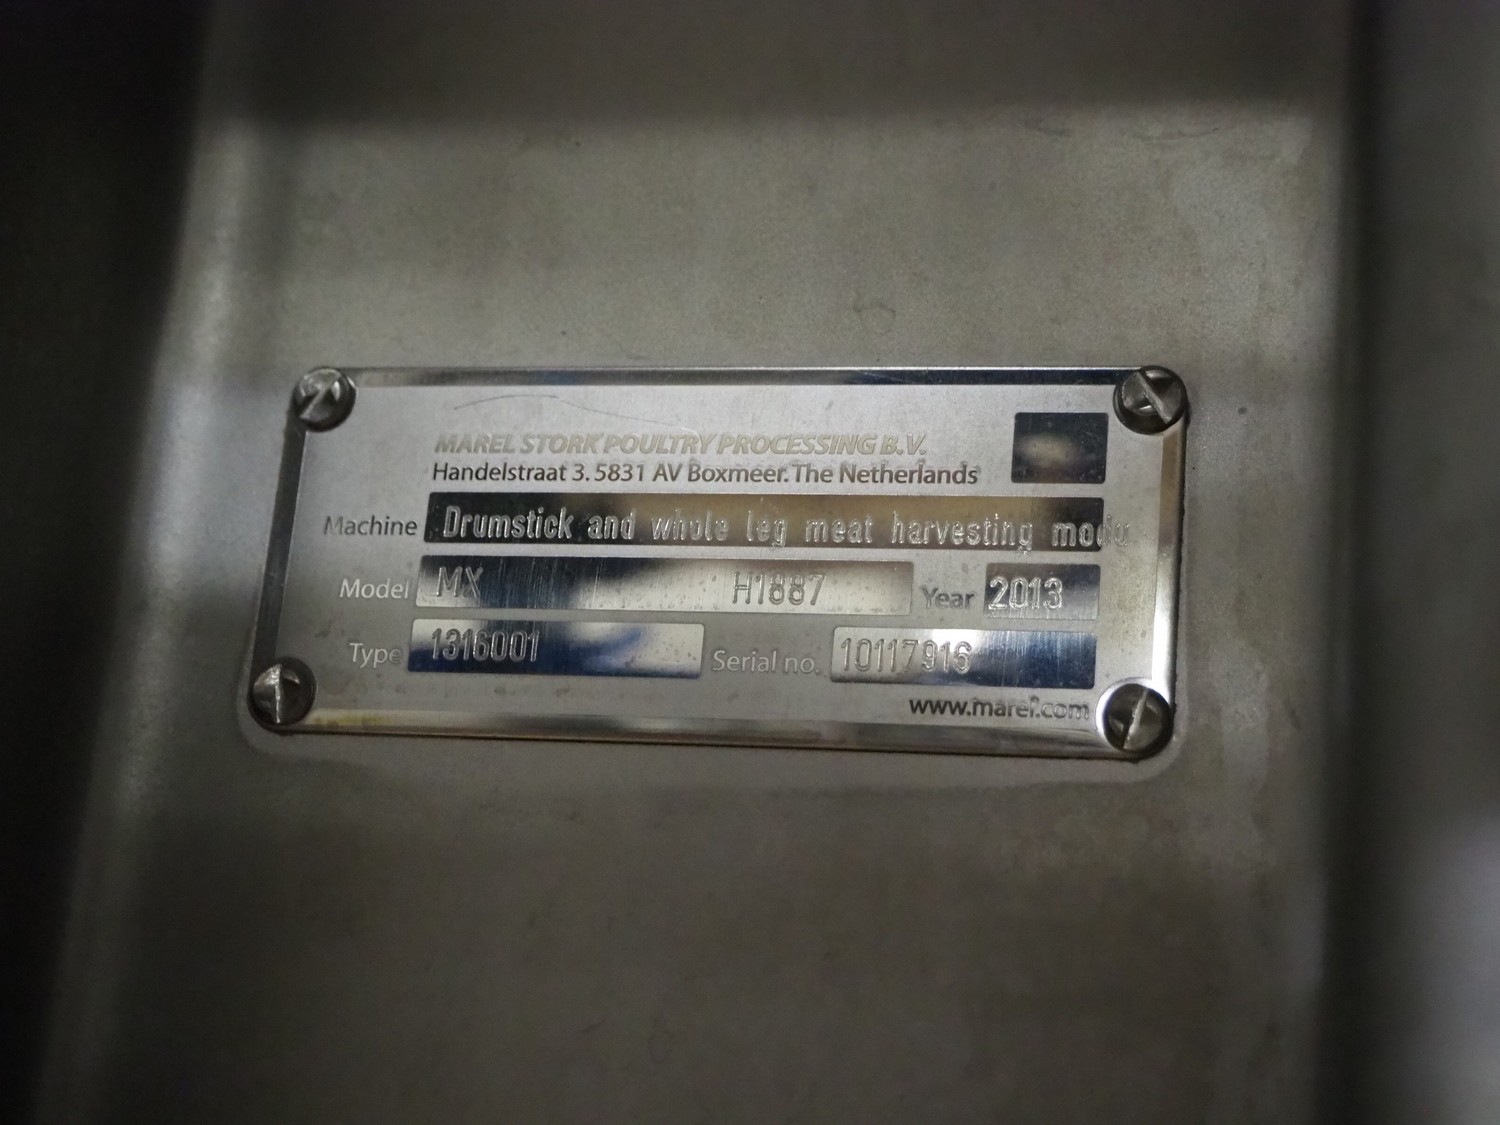 MAREL STORK POULTRY PROCESSING B.V.
Handelstraat 3. 5831 AV Boxmeer. The Netherlands
Machine Drumstick and whole leg meat harvesting modu
Model MX H1887 Year 2013
Type 1316001 Serial no. 10117916
www.marel.com